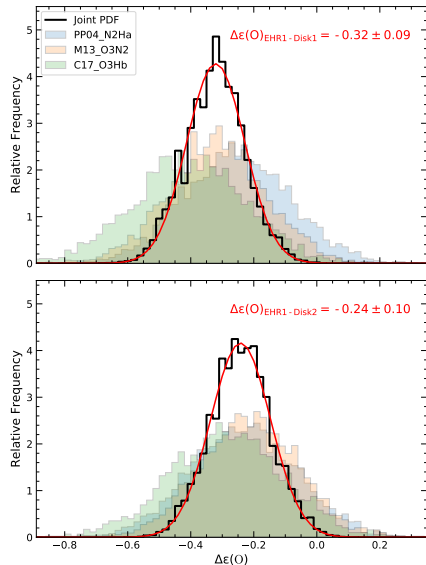 Joint PDF
PP04_N2Ha
M13_O3N2
C17_O3Hb
Δε(O)EHR1-Disk1 = -0.32 ± 0.09
Relative Frequency
5
4
3
2
1
0
Δε(O)EHR1-Disk2 = -0.24 ± 0.10
Relative Frequency
5
4
3
2
1
0
−0.8 −0.6 −0.4 −0.2 0.0 0.2
Δε(O)